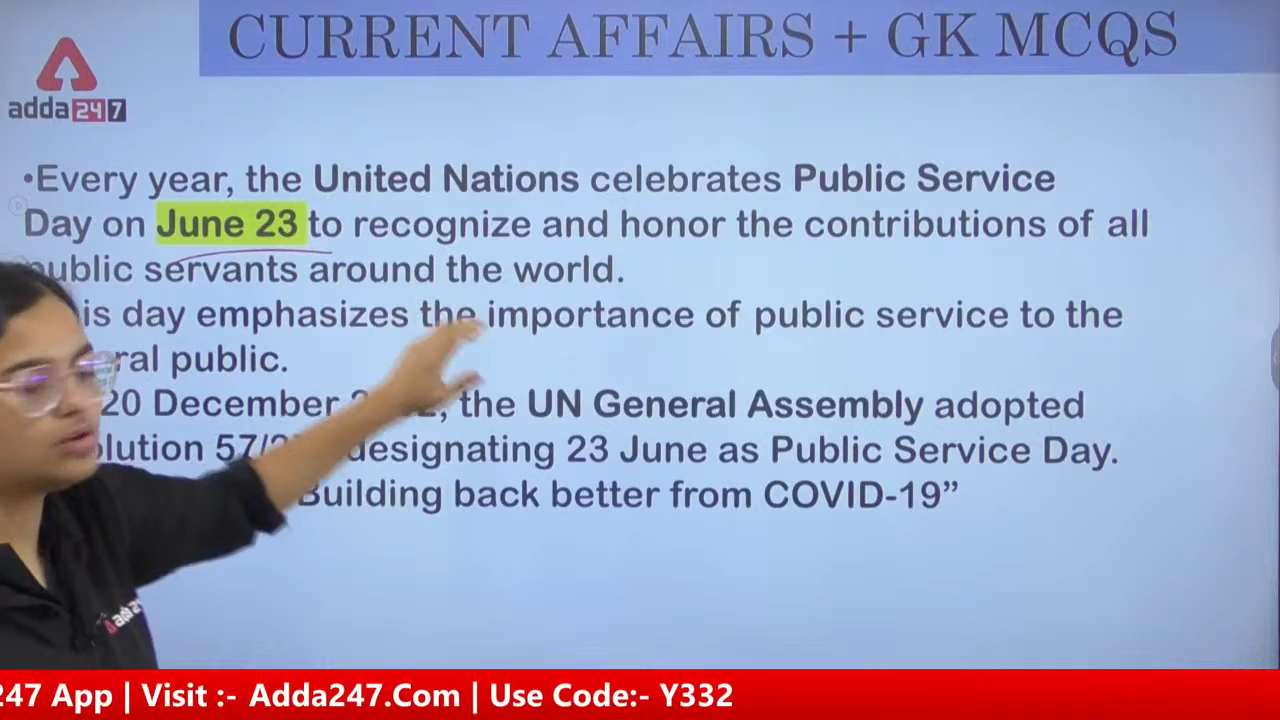 CURRENT AFFAIRS + GK MCQS
adda247
•Every year, the United Nations celebrates Public Service
Day on June 23 to recognize and honor the contributions of all
public servants around the world.
is day emphasizes the importance of public service to the
ral public.
20 December the UN General Assembly adopted
57/ designating 23 June as Public Service Day.
Building back better from COVID-19”
247 App | Visit :- Adda247.Com | Use Code:- Y332